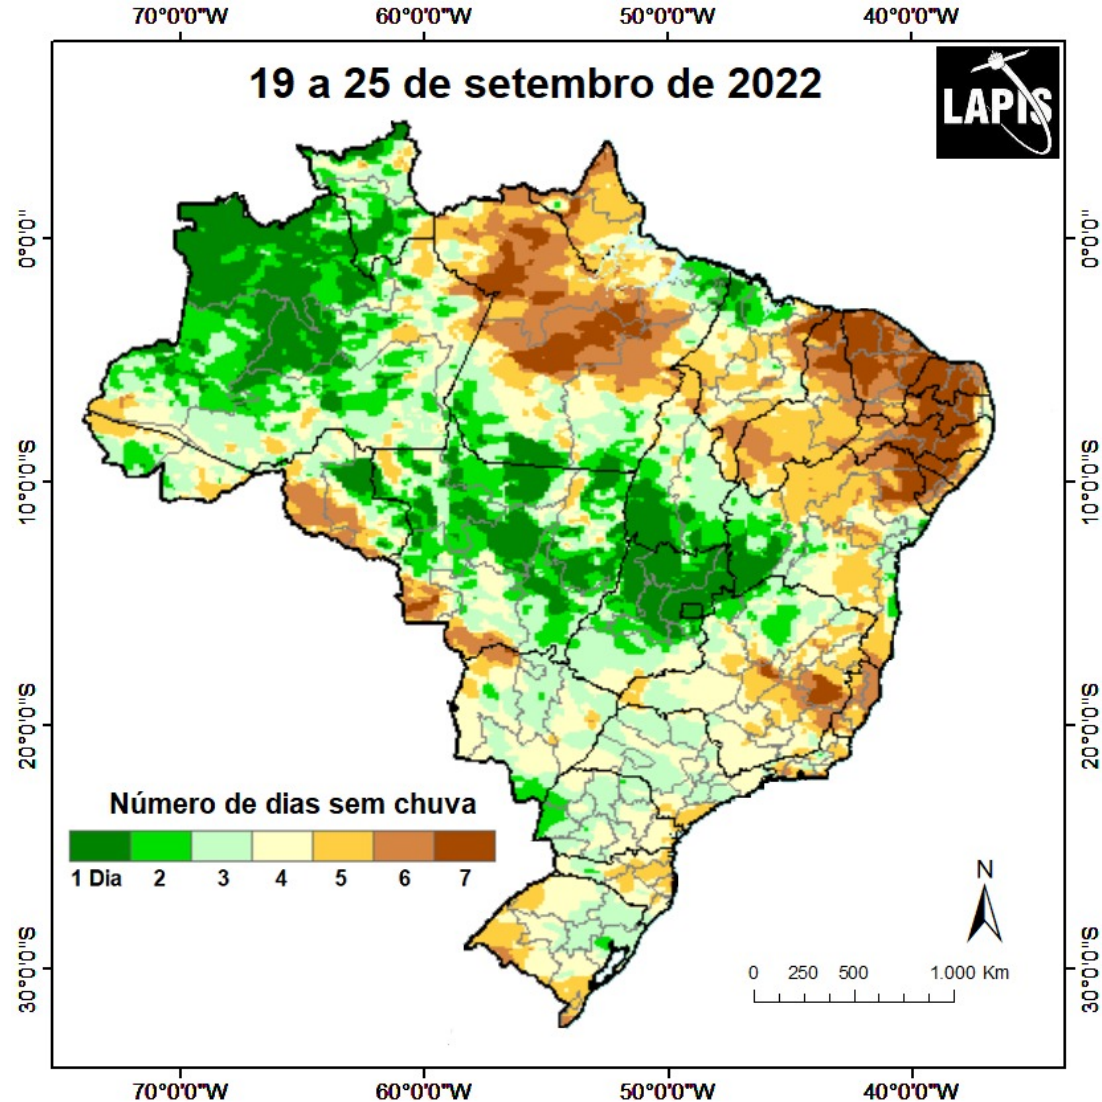 70°0'0"W 60°0'0"W 50°0'0"W 40°0'0"W
19 a 25 de setembro de 2022
LAPIS
0°0'0" 0°0'0"
10°0'0"S 10°0'0"S
20°0'0"S 20°0'0"S
Número de dias sem chuva
1 Dia 2 3 4 5 6 7
N
30°0'0"S 30°0'0"S
0 250 500 1.000 Km
70°0'0"W 60°0'0"W 50°0'0"W 40°0'0"W